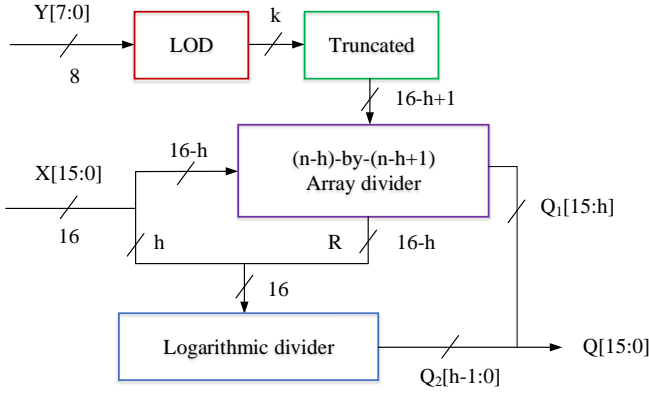 Y[7:0]
8
LOD
k
Truncated
16-h+1
X[15:0]
16
16-h
h
(n-h)-by-(n-h+1)
Array divider
R
16-h
Q₁[15:h]
16
Logarithmic divider
Q₂[h-1:0]
Q[15:0]